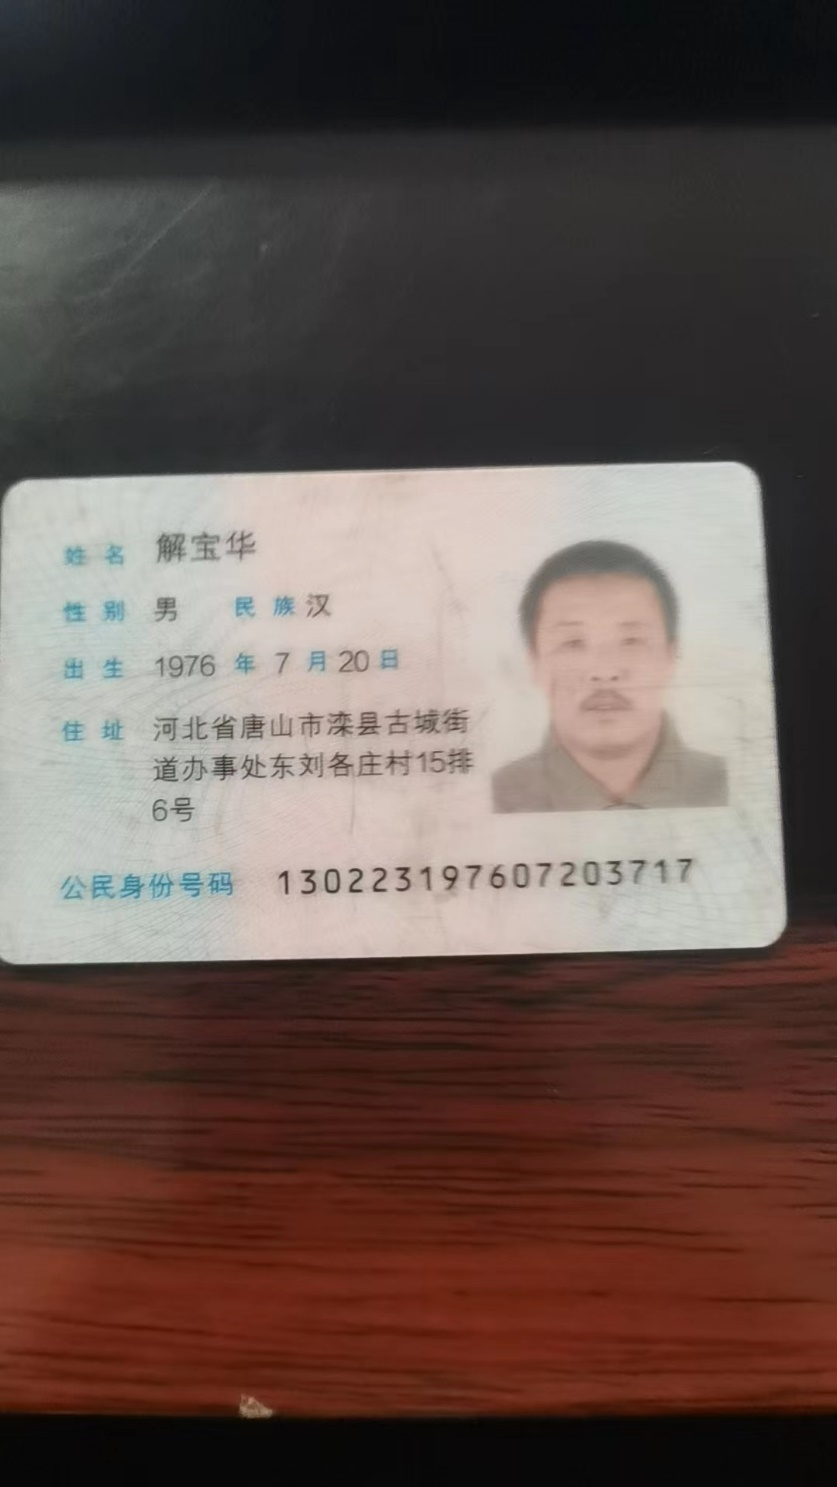 姓名 解宝华
性别 男 民族 汉
出生 1976 年 7 月 20 日
住址 河北省唐山市滦县古城街
道办事处东刘各庄村15排
6号
公民身份号码 130223197607203717